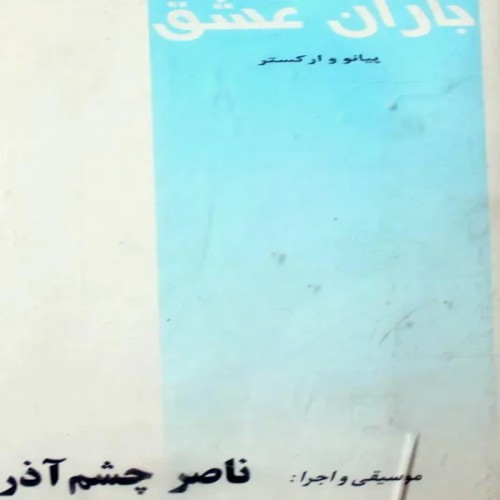 باران عشق
پیانو و ارکستر
موسیقی و اجرا: ناصر چشم آذر